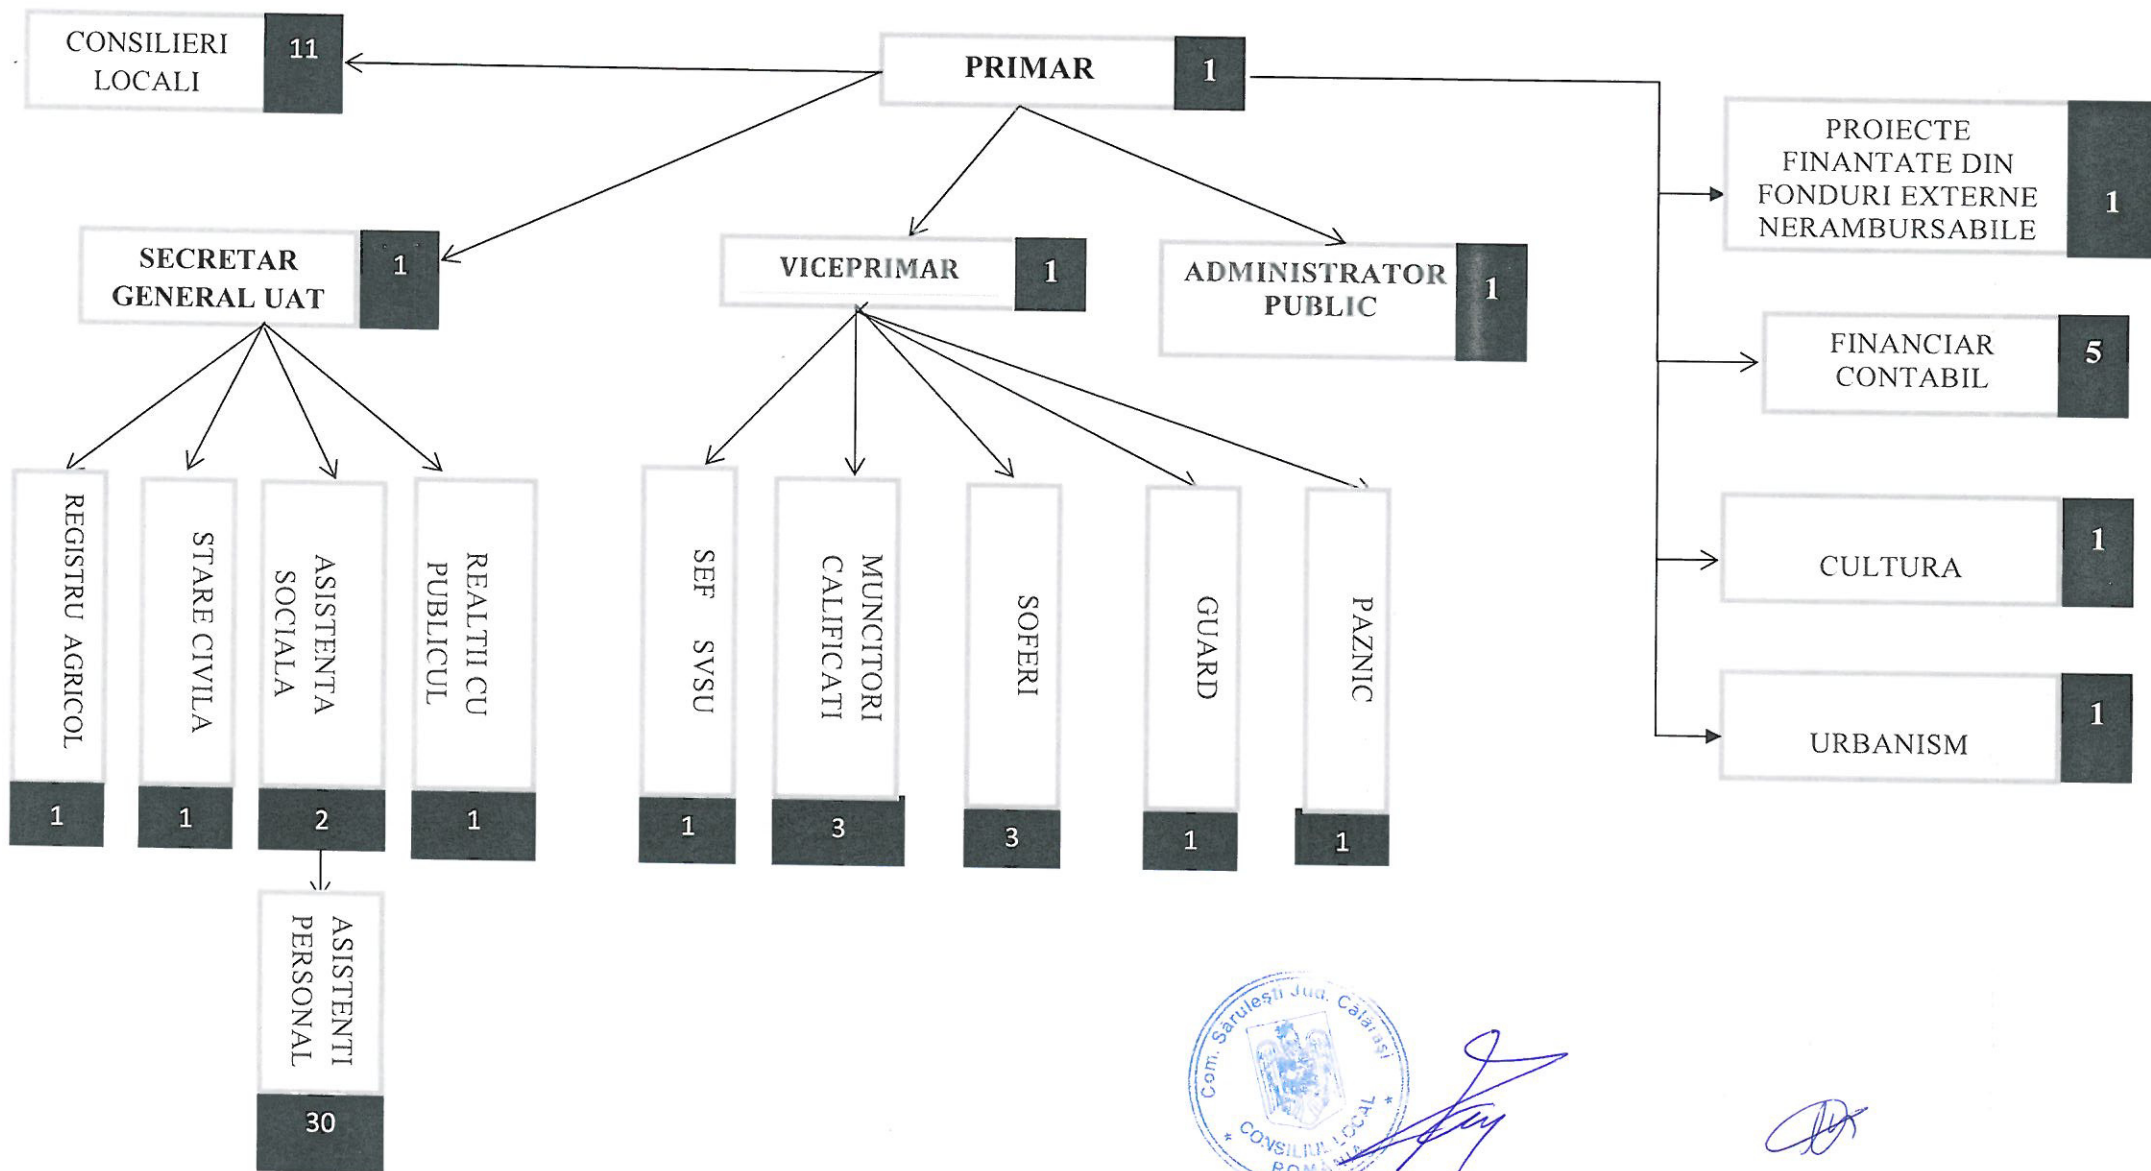 CONSILIERI
LOCALI
11
PRIMAR
1
PROIECTE
FINANTATE DIN
FONDURI EXTERNE
NERAMBURSABILE
1
SECRETAR
GENERAL UAT
1
VICEPRIMAR
1
ADMINISTRATOR
PUBLIC
1
FINANCIAR
CONTABIL
5
CULTURA
1
URBANISM
1
REGISTRU AGRICOL
1
STARE CIVILA
1
ASISTENTA
SOCIALA
2
REALTII CU
PUBLICUL
1
SEF SVSU
1
MUNCITORI
CALIFICATI
3
SOFERI
3
GUARD
1
PAZNIC
1
ASISTENTI
PERSONAL
30
Com. Sărulești Jud. Călărași
* CONSILIUL LOCAL *
ROMÂNIA